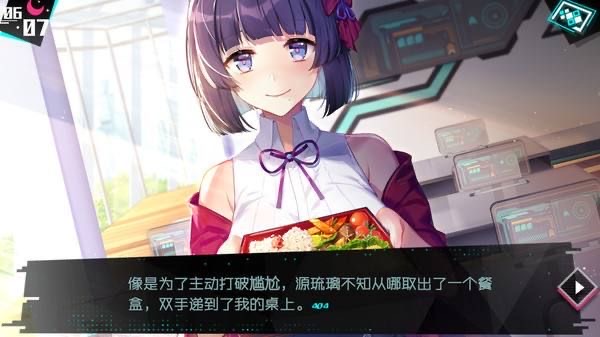 06
07
像是为了主动打破尴尬，源琉璃不知从哪取出了一个餐
盒，双手递到了我的桌上。